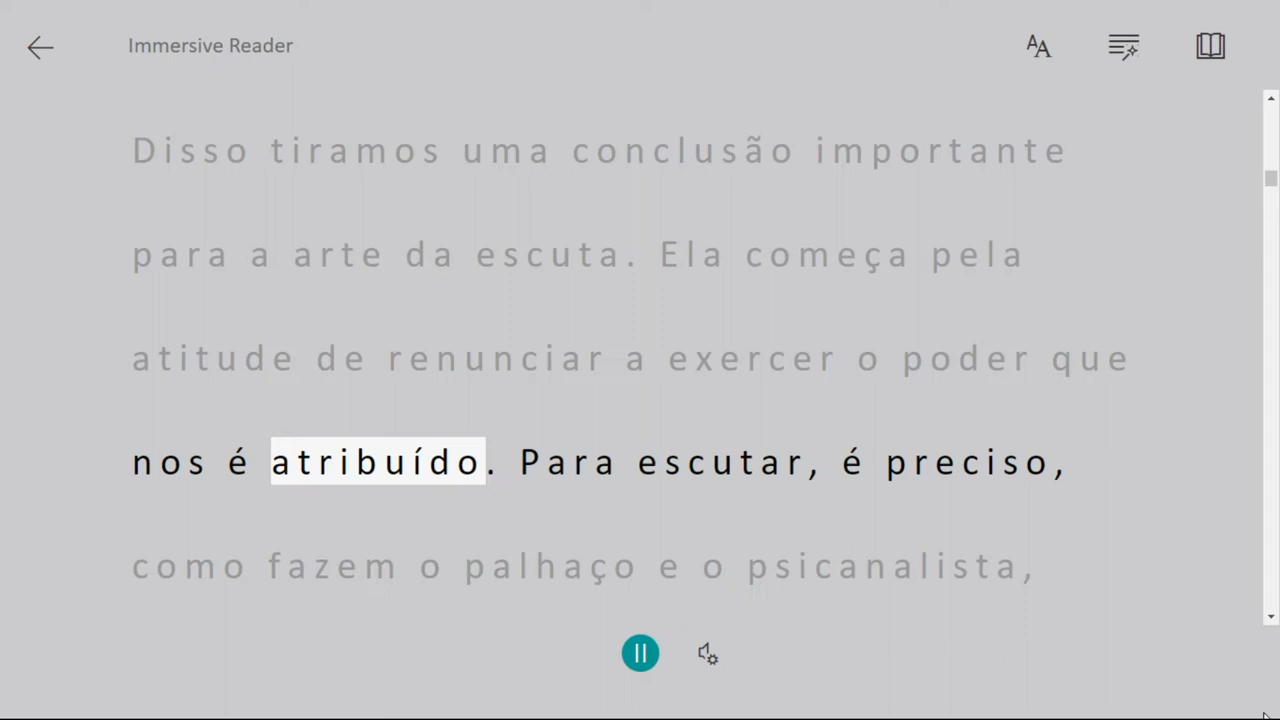 Immersive Reader
Disso tiramos uma conclusão importante
para a arte da escuta. Ela começa pela
atitude de renunciar a exercer o poder que
nos é atribuído. Para escutar, é preciso,
como fazem o palhaço e o psicanalista,